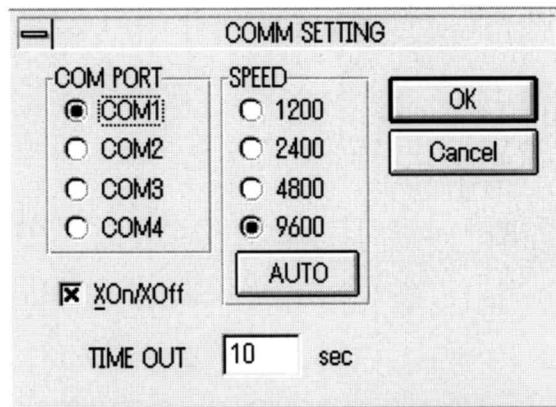 COMM SETTING
COM PORT
COM1
COM2
COM3
COM4
SPEED
1200
2400
4800
9600
AUTO
OK
Cancel
XOn/XOff
TIME OUT 10 sec